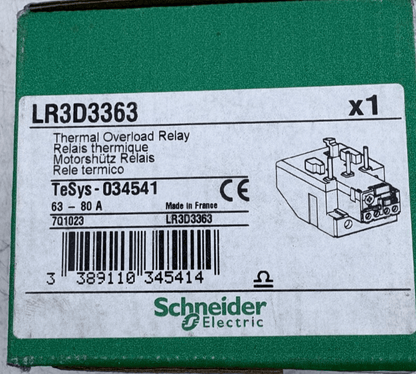 LR3D3363 x1
Thermal Overload Relay
Relais thermique
Motorshütz Relais
Rele termico
TeSys - 034541 CE
63 - 80 A Made in France
7Q1023 LR3D3363
3 389110 345414
Schneider
Electric